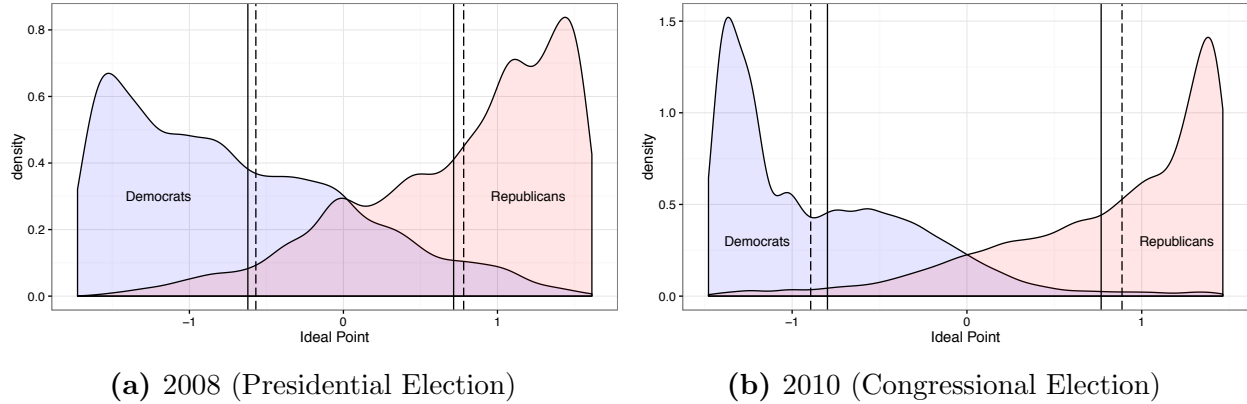 0.8
0.6
0.4
0.2
0.0
density
Democrats
Republicans
−1
0
1
Ideal Point
(a) 2008 (Presidential Election)
1.5
1.0
0.5
0.0
density
Democrats
Republicans
−1
0
1
Ideal Point
(b) 2010 (Congressional Election)